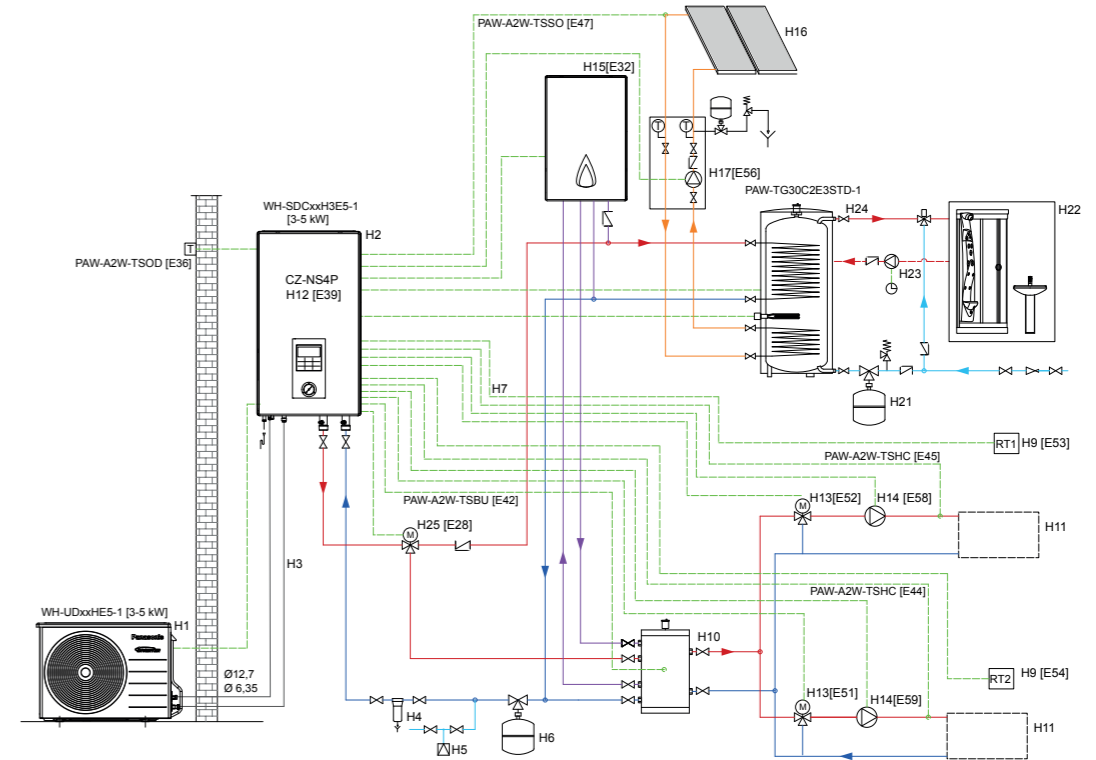 PAW-A2W-TSSO [E47]
H16
H15[E32]
T
T
H17[E56]
PAW-TG30C2E3STD-1
H24
H22
WH-SDCxxH3E5-1
[3-5 kW]
H2
T
PAW-A2W-TSOD [E36]
CZ-NS4P
H12 [E39]
H23
H7
H21
RT1
H9 [E53]
PAW-A2W-TSHC [E45]
PAW-A2W-TSBU [E42]
H13[E52]
H14 [E58]
M
H25 [E28]
M
H11
H3
PAW-A2W-TSHC [E44]
WH-UDxxHE5-1 [3-5 kW]
H1
Panasonic
Inverter
H10
Ø12,7
Ø 6,35
RT2
H9 [E54]
H13[E51]
H14[E59]
M
H4
H5
H6
H11